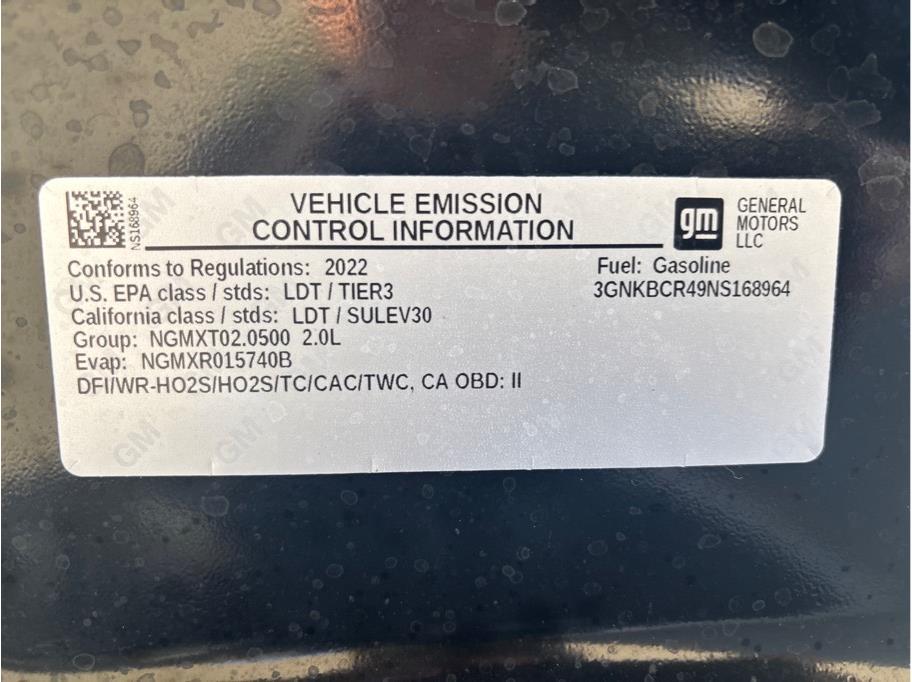 NS168964
VEHICLE EMISSION
CONTROL INFORMATION
gm
GENERAL
MOTORS
LLC
Conforms to Regulations: 2022
Fuel: Gasoline
U.S. EPA class / stds: LDT / TIER3
3GNKBCR49NS168964
California class / stds: LDT / SULEV30
Group: NGMXT02.0500 2.0L
Evap: NGMXR015740B
DFI/WR-HO2S/HO2S/TC/CAC/TWC, CA OBD: II
GM
GM